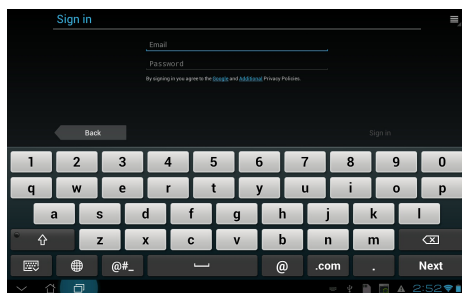 Sign in
Email
Password
By signing in you agree to the Google and Additional Privacy Policies.
Back
Sign in
1 2 3 4 5 6 7 8 9 0
q w e r t y u i o p
a s d f g h j k l
z x c v b n m
@#_ @ .com . Next
2:52